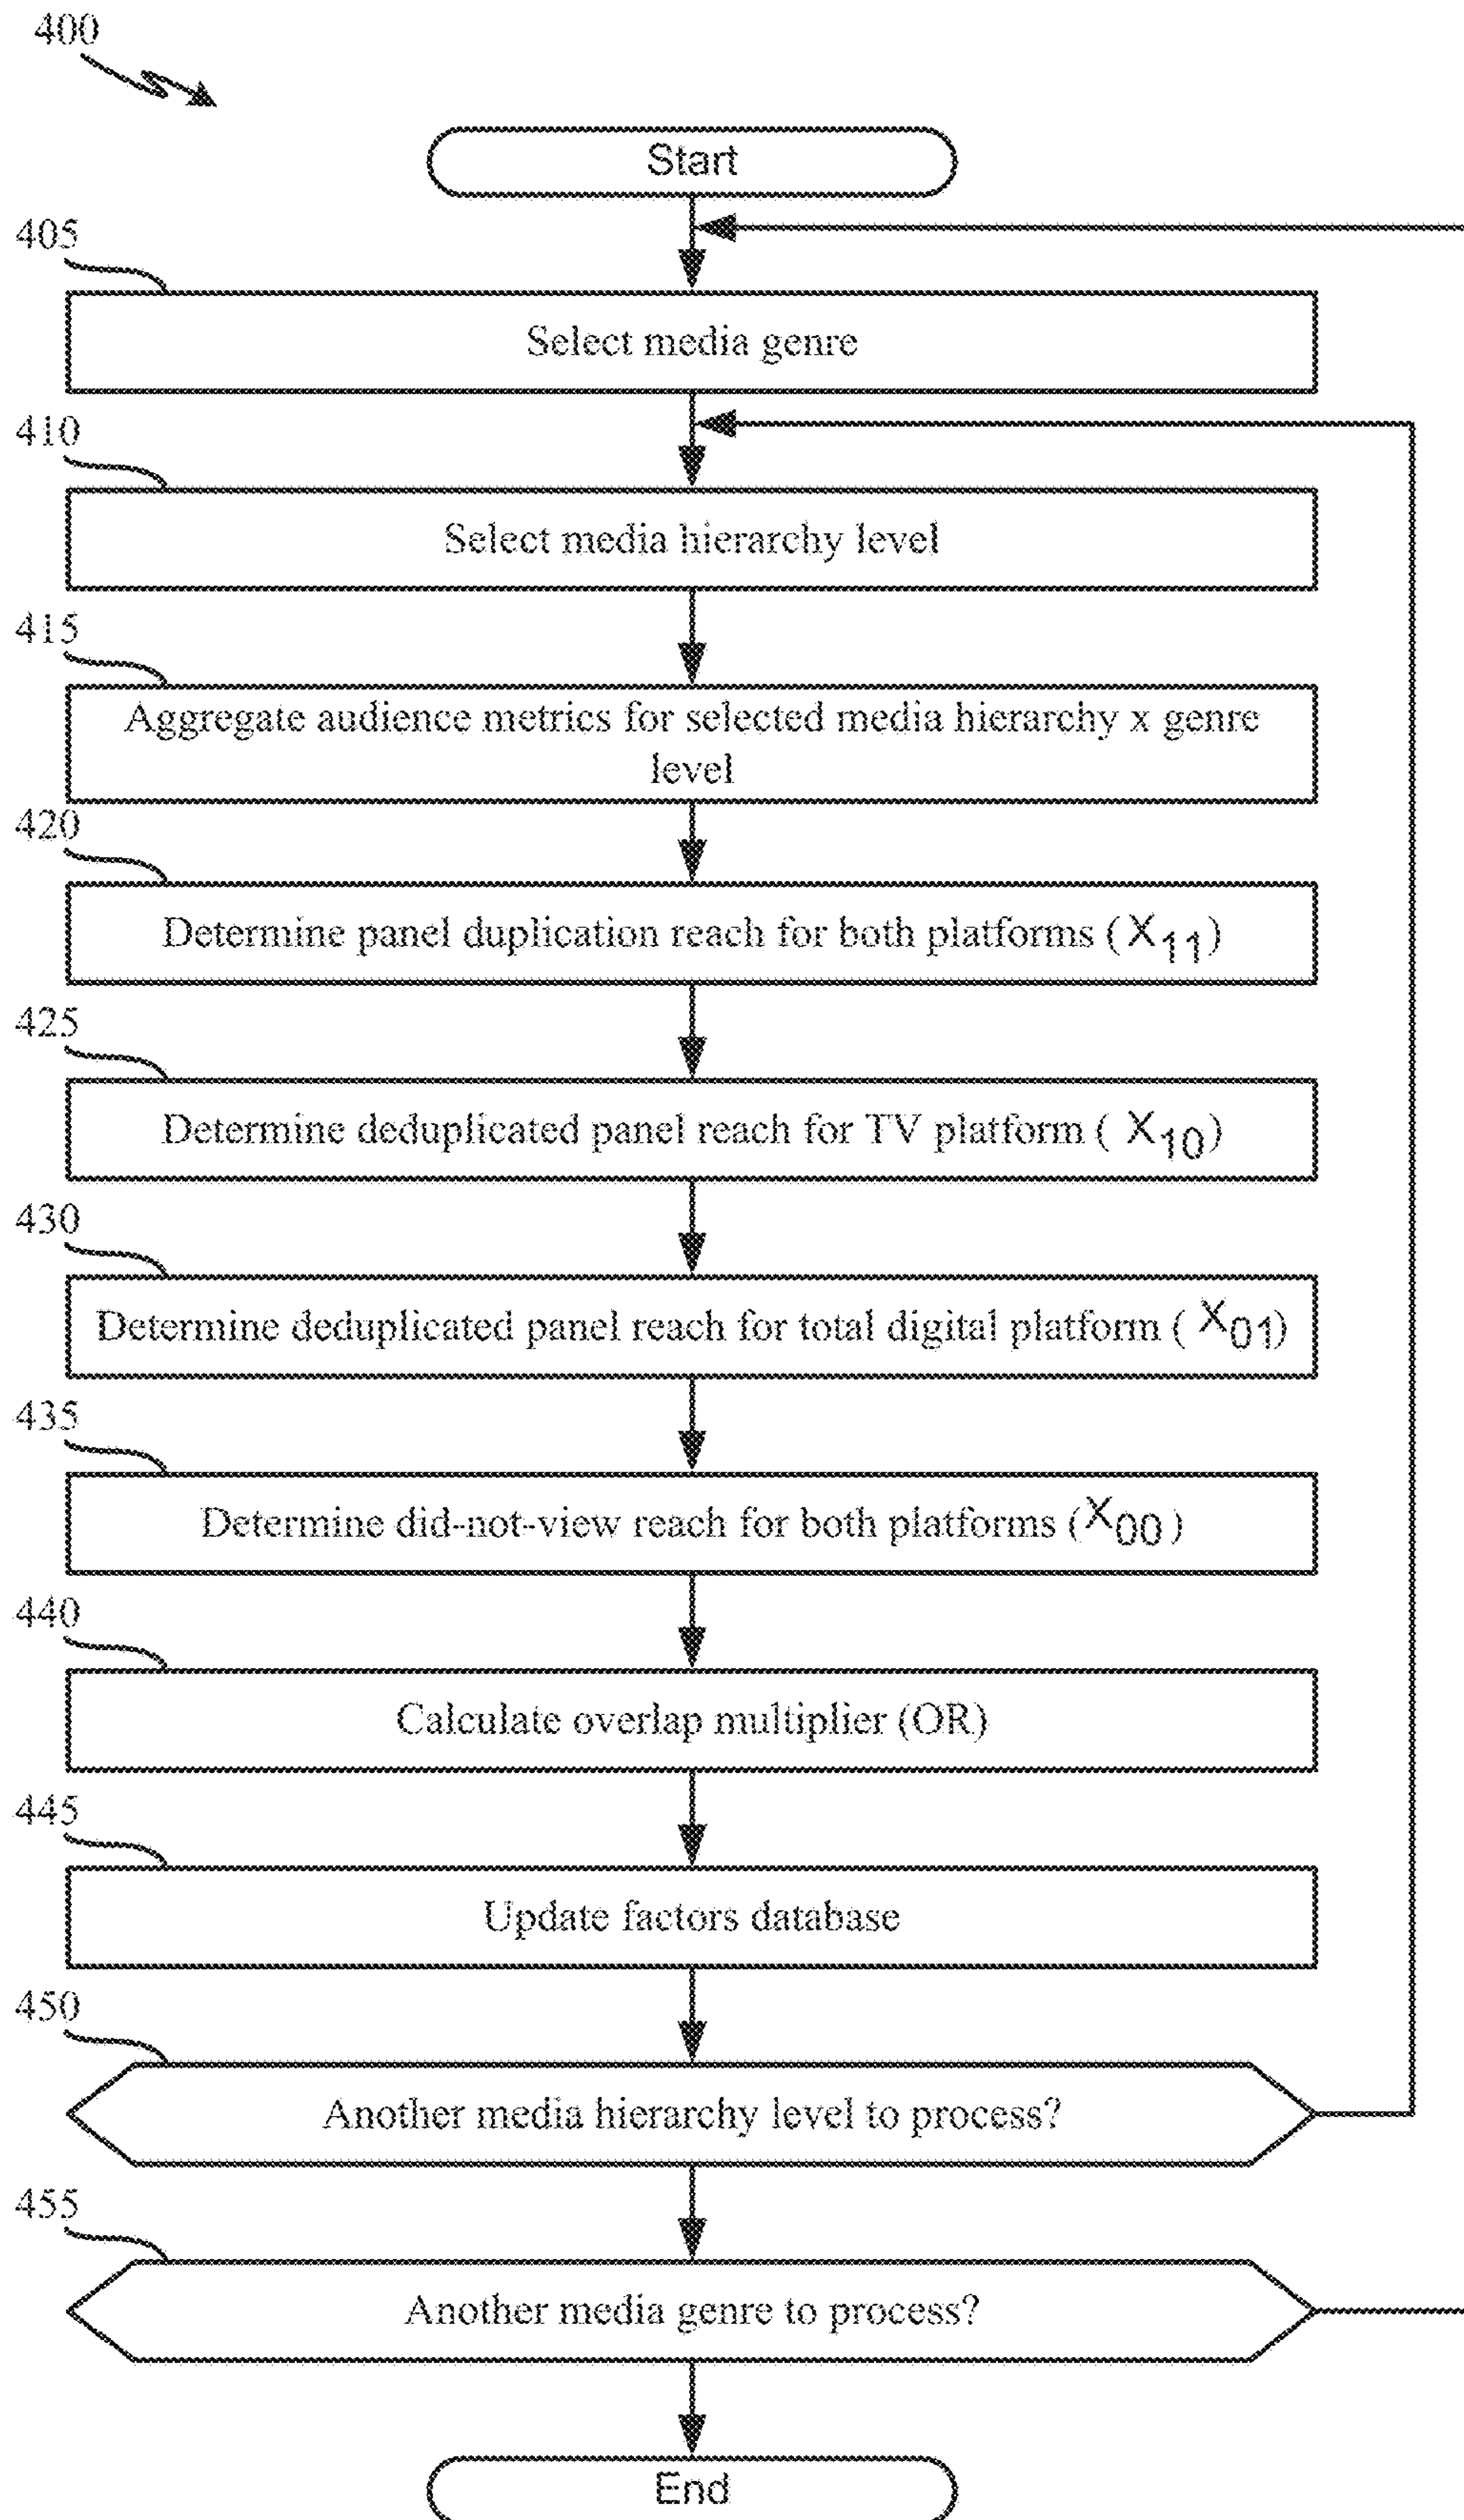 400
Start
405
Select media genre
410
Select media hierarchy level
415
Aggregate audience metrics for selected media hierarchy x genre
level
420
Determine panel duplication reach for both platforms ( X11)
425
Determine deduplicated panel reach for TV platform ( X10)
430
Determine deduplicated panel reach for total digital platform ( X01)
435
Determine did-not-view reach for both platforms (X00)
440
Calculate overlap multiplier (OR)
445
Update factors database
450
Another media hierarchy level to process?
455
Another media genre to process?
End